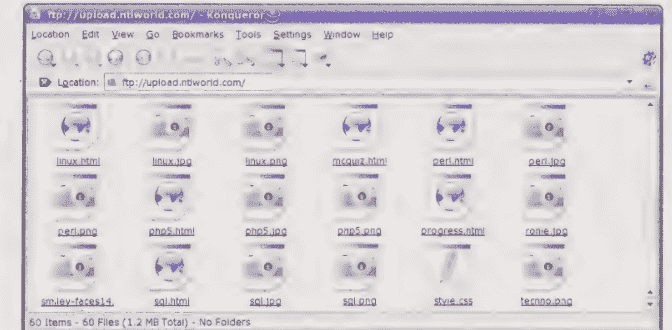 ftp://upload.ntlworld.com/ - Konqueror
Location Edit View Go Bookmarks Tools Settings Window Help
Location: ftp://upload.ntlworld.com/
linux.html linux.jpg linux.png mcquiz.html perl.html perl.jpg
perl.png php5.html php5.jpg php5.png progress.html ronie.jpg
smiley-faces14. sql.html sql.jpg sql.png style.css techno.png
60 Items - 60 Files (1.2 MB Total) - No Folders